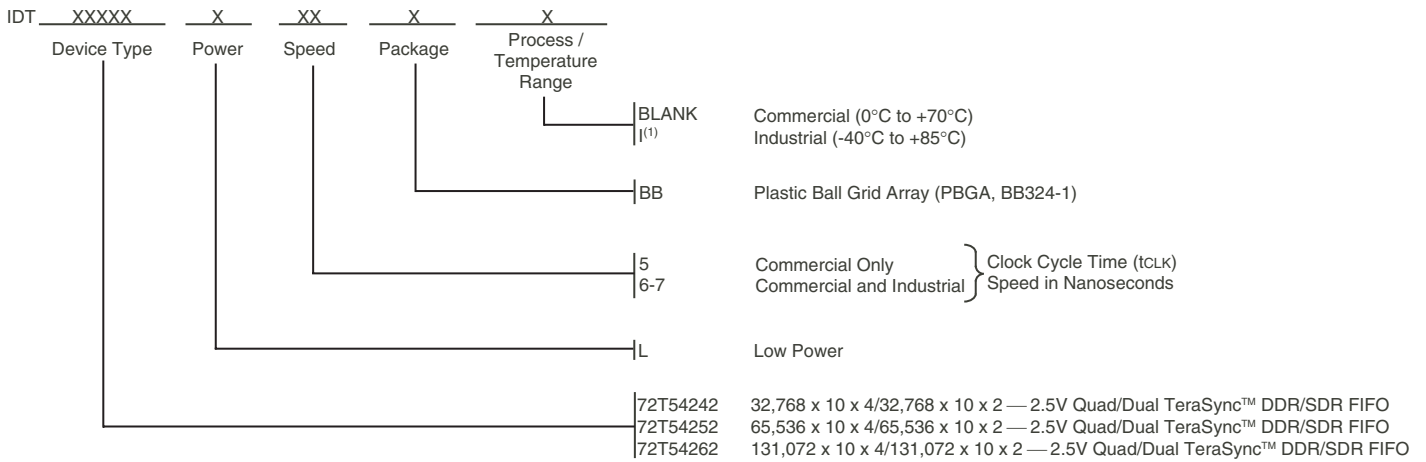 IDT XXXXX X XX X X
Device Type Power Speed Package Process / Temperature Range
BLANK Commercial (0°C to +70°C)
I(1) Industrial (-40°C to +85°C)
BB Plastic Ball Grid Array (PBGA, BB324-1)
5 Commercial Only
6-7 Commercial and Industrial
Clock Cycle Time (tCLK)
Speed in Nanoseconds
L Low Power
72T54242 32,768 x 10 x 4/32,768 x 10 x 2 — 2.5V Quad/Dual TeraSync™ DDR/SDR FIFO
72T54252 65,536 x 10 x 4/65,536 x 10 x 2 — 2.5V Quad/Dual TeraSync™ DDR/SDR FIFO
72T54262 131,072 x 10 x 4/131,072 x 10 x 2 — 2.5V Quad/Dual TeraSync™ DDR/SDR FIFO